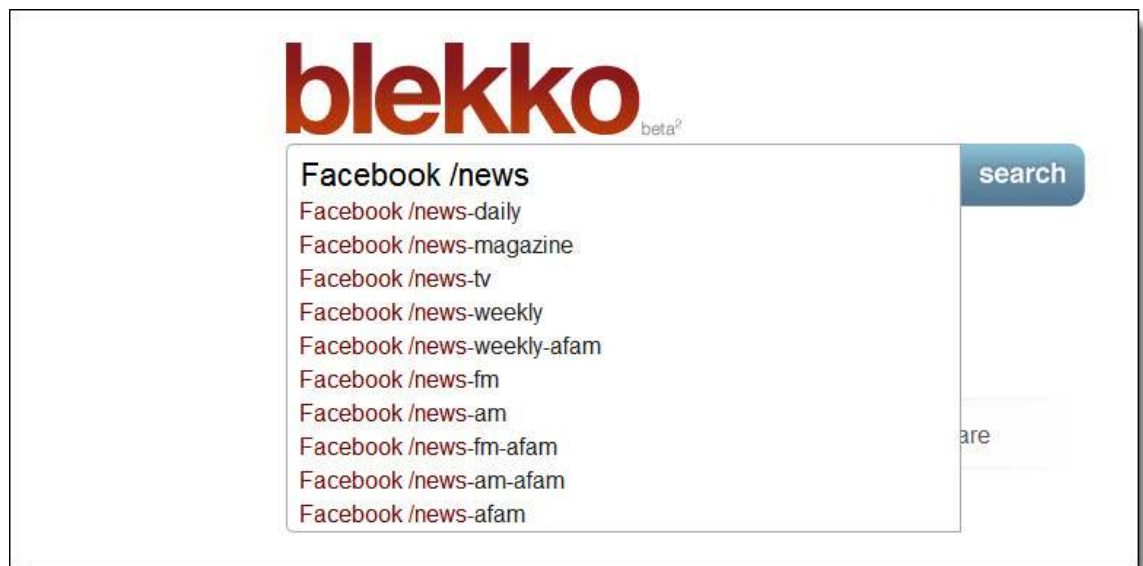 blekko
beta²
Facebook /news
search
Facebook /news-daily
Facebook /news-magazine
Facebook /news-tv
Facebook /news-weekly
Facebook /news-weekly-afam
Facebook /news-fm
Facebook /news-am
Facebook /news-fm-afam
are
Facebook /news-am-afam
Facebook /news-afam